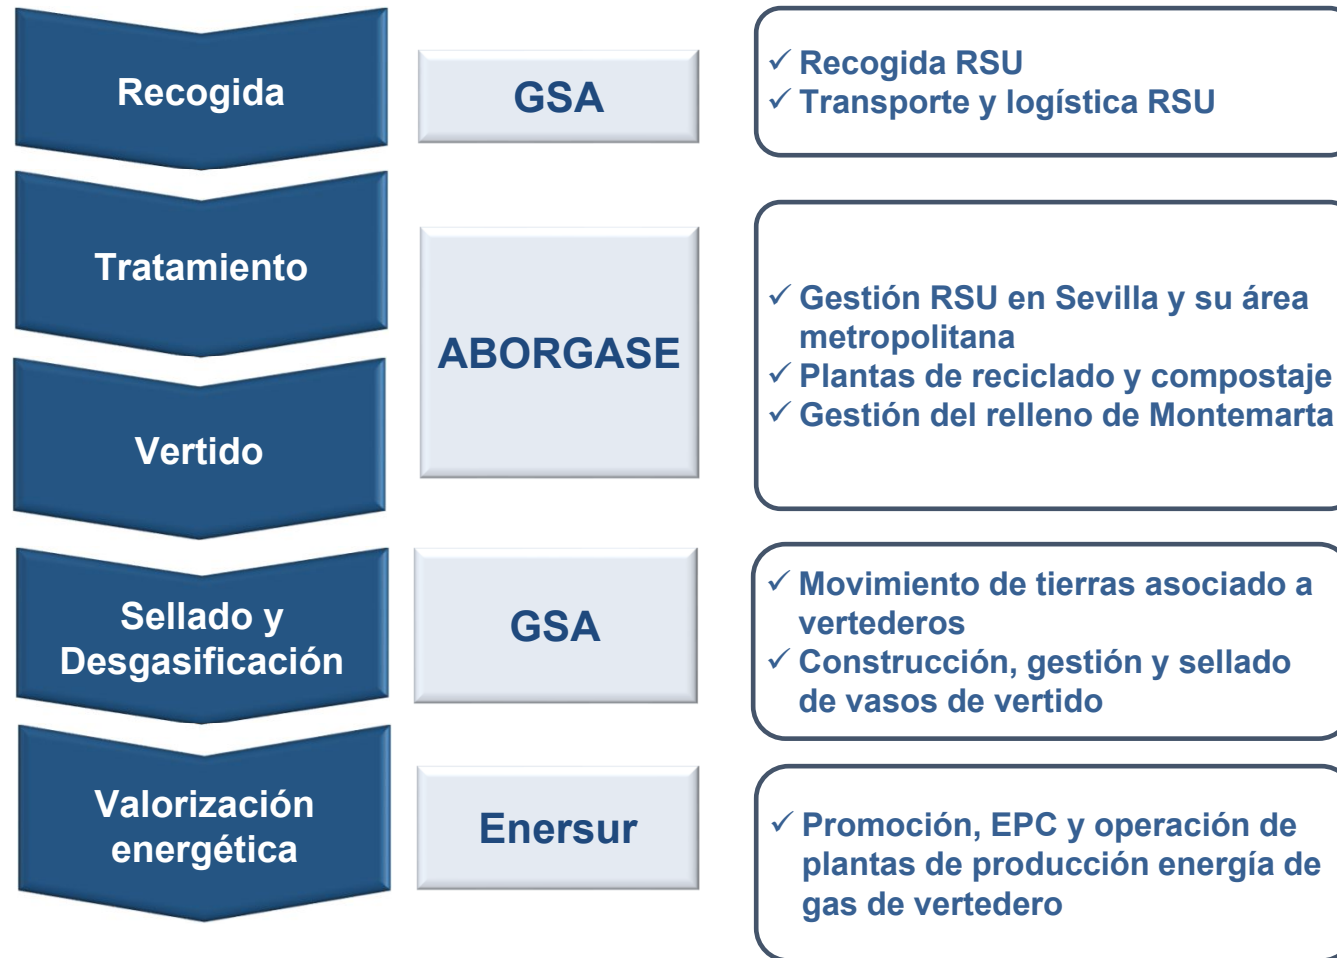 Recogida
GSA
✓ Recogida RSU
✓ Transporte y logística RSU
Tratamiento
Vertido
ABORGASE
✓ Gestión RSU en Sevilla y su área
metropolitana
✓ Plantas de reciclado y compostaje
✓ Gestión del relleno de Montemarta
Sellado y
Desgasificación
GSA
✓ Movimiento de tierras asociado a
vertederos
✓ Construcción, gestión y sellado
de vasos de vertido
Valorización
energética
Enersur
✓ Promoción, EPC y operación de
plantas de producción energía de
gas de vertedero